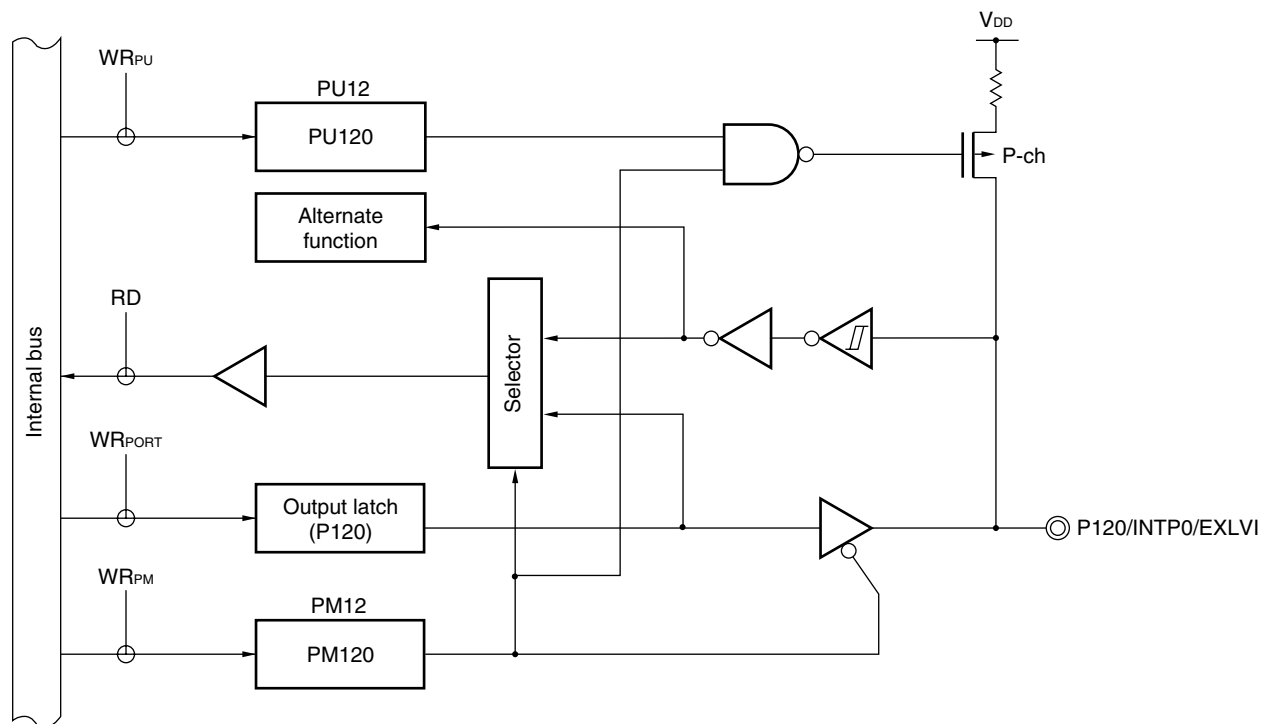 VDD
WRPU
PU12
PU120
P-ch
Alternate
function
RD
Internal bus
Selector
WRPORT
Output latch
(P120)
P120/INTP0/EXLVI
WRPM
PM12
PM120